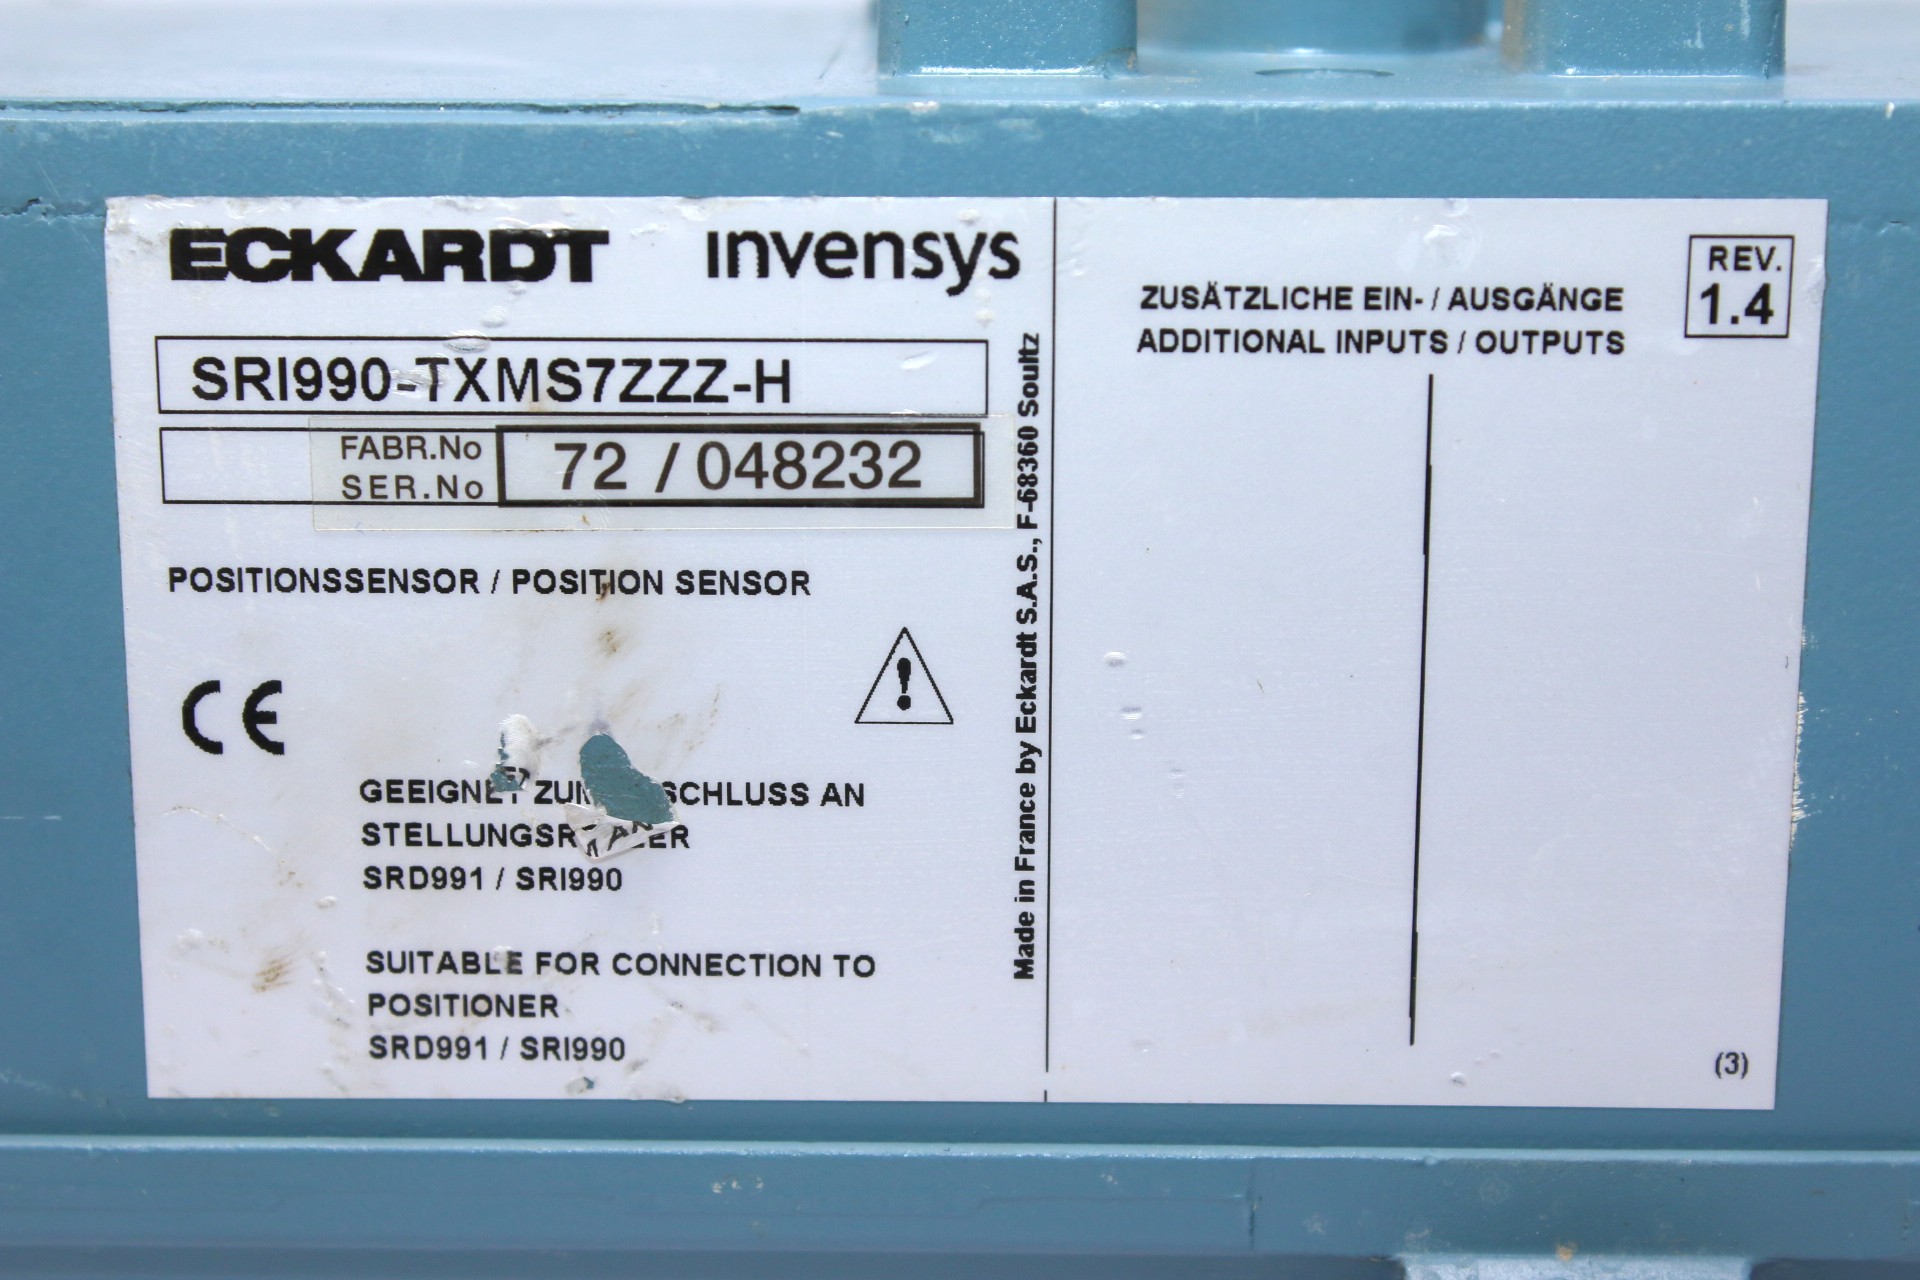 ECKARDT invensys
SRI990-TXMS7ZZZ-H
FABR.No
SER.No
72 / 048232
POSITIONSSENSOR / POSITION SENSOR
CE
GEEIGNET ZUM SCHLUSS AN
SRD991 / SRI990
SUITABLE FOR CONNECTION TO
POSITIONER
SRD991 / SRI990
Made in France by Eckardt S.A.S., F-68360 Soultz
ZUSÄTZLICHE EIN- / AUSGÄNGE
ADDITIONAL INPUTS / OUTPUTS
REV.
1.4
(3)